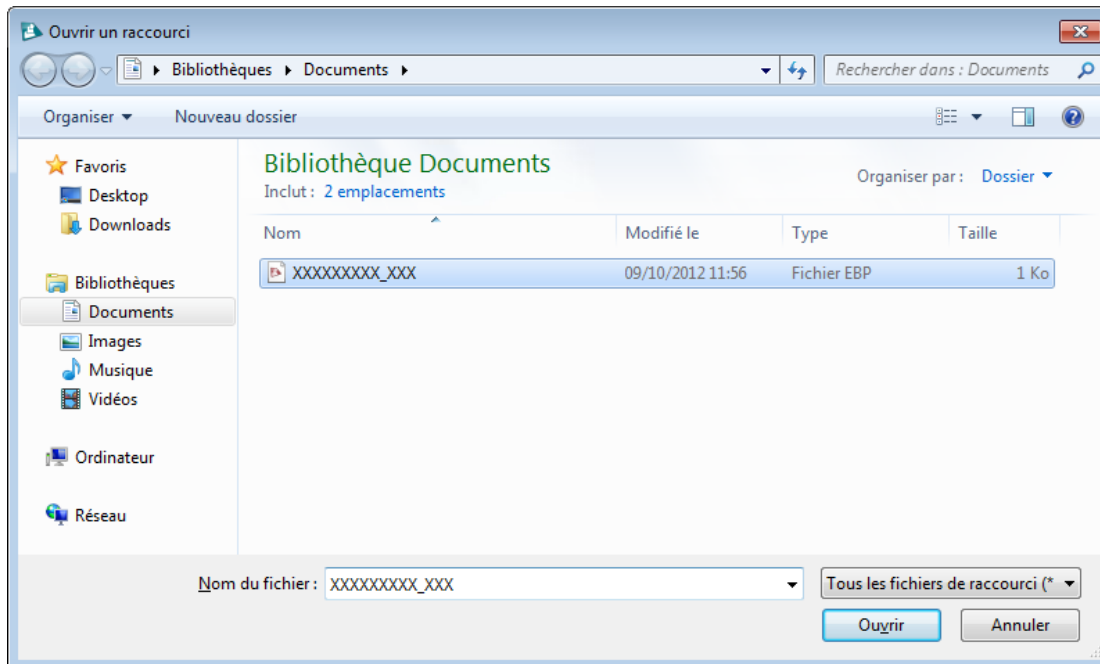 Ouvrir un raccourci
Bibliothèques Documents
Rechercher dans : Documents
Organiser Nouveau dossier
Favoris
Desktop
Downloads
Bibliothèques
Documents
Images
Musique
Vidéos
Ordinateur
Réseau
Bibliothèque Documents
Inclut : 2 emplacements
Organiser par : Dossier
Nom Modifié le Type Taille
XXXXXXXXX_XXX 09/10/2012 11:56 Fichier EBP 1 Ko
Nom du fichier : XXXXXXXXX_XXX Tous les fichiers de raccourci (*
Ouvrir Annuler